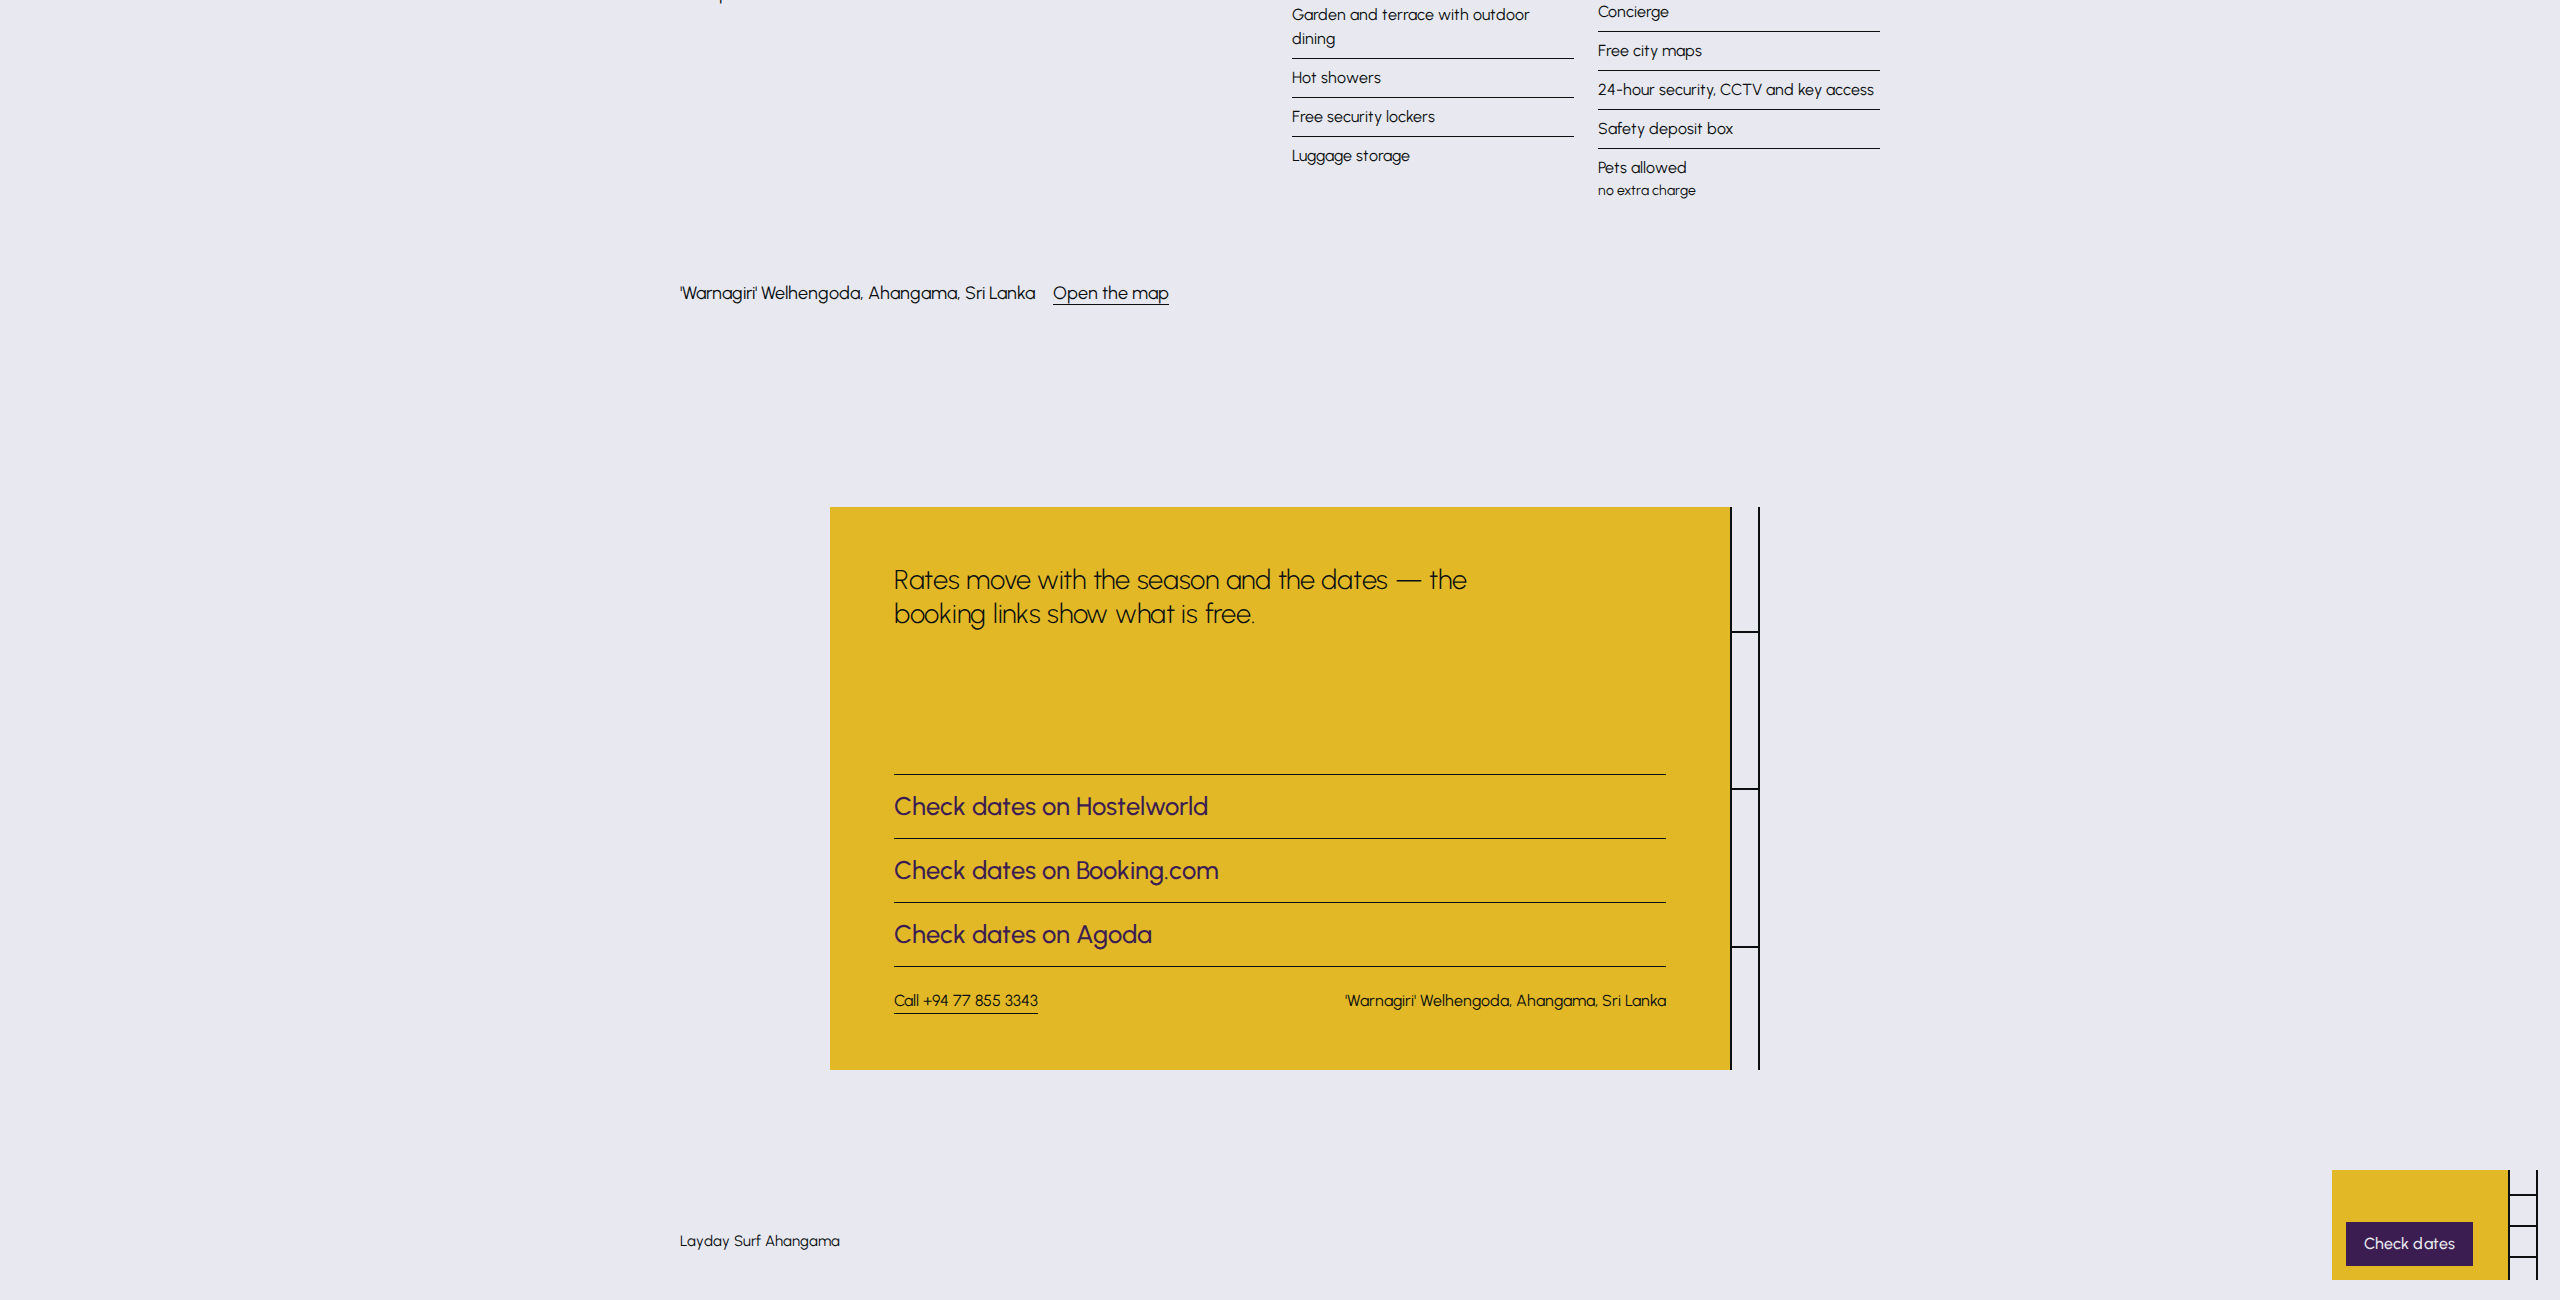 Garden and terrace with outdoor
dining
Hot showers
Free security lockers
Luggage storage
Concierge
Free city maps
24-hour security, CCTV and key access
Safety deposit box
Pets allowed
no extra charge
'Warnagiri' Welhengoda, Ahangama, Sri Lanka Open the map
Rates move with the season and the dates — the
booking links show what is free.
Check dates on Hostelworld
Check dates on Booking.com
Check dates on Agoda
Call +94 77 855 3343
'Warnagiri' Welhengoda, Ahangama, Sri Lanka
Layday Surf Ahangama
Check dates